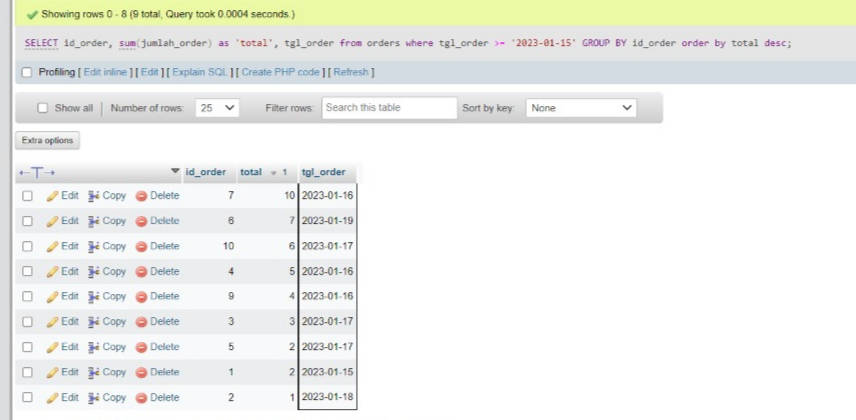 Showing rows 0 - 8 (9 total, Query took 0.0004 seconds.)
SELECT id_order, sum(jumlah_order) as 'total', tgl_order from orders where tgl_order >= '2023-01-15' GROUP BY id_order order by total desc;
Profiling [ Edit inline ] [ Edit ] [ Explain SQL ] [ Create PHP code ] [ Refresh ]
Show all | Number of rows: 25 Filter rows: Search this table Sort by key: None
Extra options
←T→ id_order total 1 tgl_order
Edit Copy Delete 7 10 2023-01-16
Edit Copy Delete 6 7 2023-01-19
Edit Copy Delete 10 6 2023-01-17
Edit Copy Delete 4 5 2023-01-16
Edit Copy Delete 9 4 2023-01-16
Edit Copy Delete 3 3 2023-01-17
Edit Copy Delete 5 2 2023-01-17
Edit Copy Delete 1 2 2023-01-15
Edit Copy Delete 2 1 2023-01-18